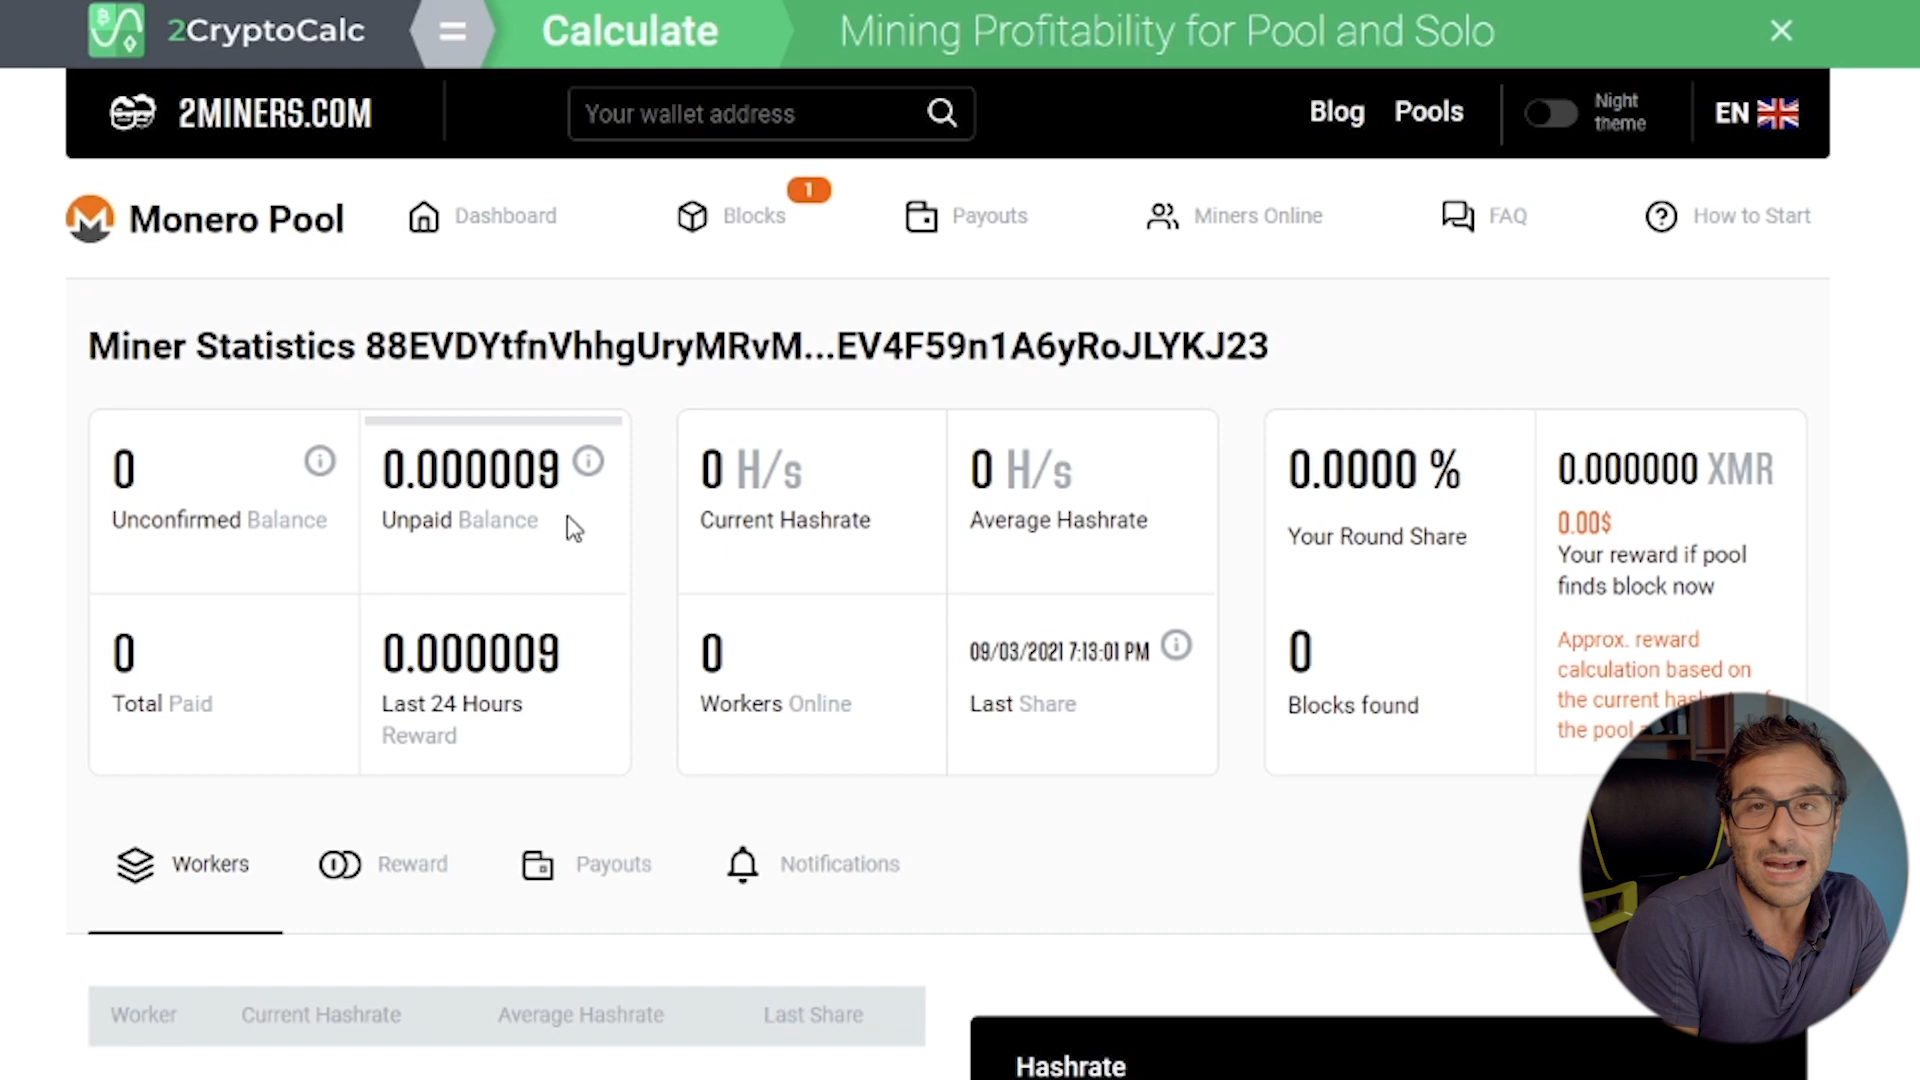 2CryptoCalc = Calculate Mining Profitability for Pool and Solo
2MINERS.COM Your wallet address Blog Pools Night theme EN
Monero Pool Dashboard Blocks 1 Payouts Miners Online FAQ How to Start
Miner Statistics 88EVDYtfnVhhgUryMRvM...EV4F59n1A6yRoJLYKJ23
0
Unconfirmed Balance
0.000009
Unpaid Balance
0
Total Paid
0.000009
Last 24 Hours
Reward
0 H/s
Current Hashrate
0 H/s
Average Hashrate
0
Workers Online
09/03/2021 7:13:01 PM
Last Share
0.0000 %
Your Round Share
0.000000 XMR
0.00$
Your reward if pool
finds block now
Approx. reward
calculation based on
the current
the pool
0
Blocks found
Workers Reward Payouts Notifications
Worker Current Hashrate Average Hashrate Last Share
Hashrate